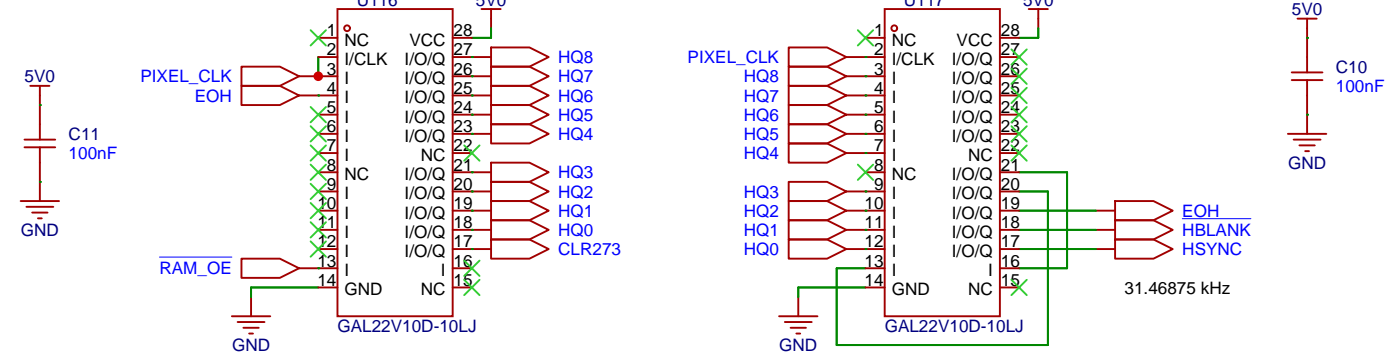 U116
5V0
U117
5V0
5V0
1 NC VCC 28
2 I/CLK I/O/Q 27 HQ8
PIXEL_CLK 3 I I/O/Q 26 HQ7
EOH 4 I I/O/Q 25 HQ6
5 I I/O/Q 24 HQ5
6 I I/O/Q 23 HQ4
7 I NC 22
8 NC I/O/Q 21 HQ3
9 I I/O/Q 20 HQ2
10 I I/O/Q 19 HQ1
11 I I/O/Q 18 HQ0
12 I I/O/Q 17 CLR273
RAM_OE 13 I I 16
14 GND NC 15
GAL22V10D-10LJ
GND
5V0
C11
100nF
GND
1 NC VCC 28
PIXEL_CLK 2 I/CLK I/O/Q 27
HQ8 3 I I/O/Q 26
HQ7 4 I I/O/Q 25
HQ6 5 I I/O/Q 24
HQ5 6 I I/O/Q 23
HQ4 7 I NC 22
8 NC I/O/Q 21
HQ3 9 I I/O/Q 20
HQ2 10 I I/O/Q 19 EOH
HQ1 11 I I/O/Q 18 HBLANK
HQ0 12 I I/O/Q 17 HSYNC
13 I I 16
14 GND NC 15
31.46875 kHz
GAL22V10D-10LJ
GND
C10
100nF
GND